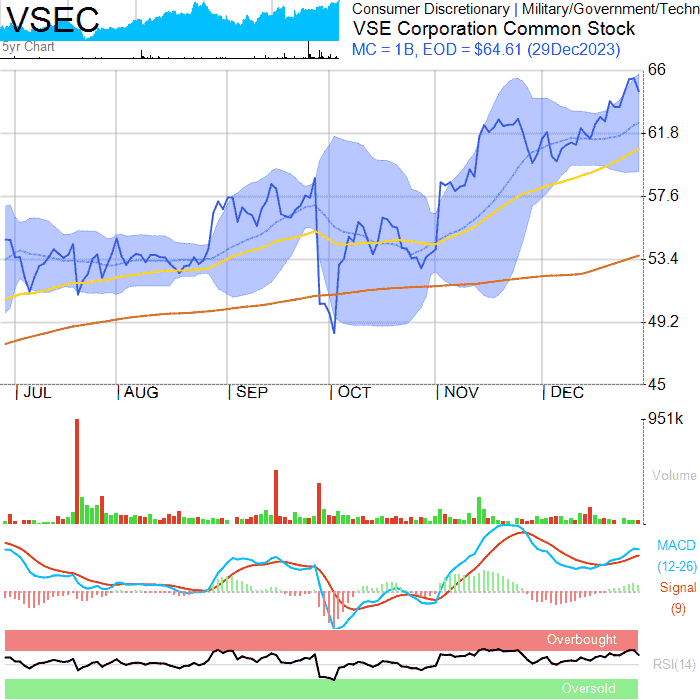 VSEC
5yr Chart
Consumer Discretionary | Military/Government/Techn
VSE Corporation Common Stock
MC = 1B, EOD = $64.61 (29Dec2023)
66
61.8
57.6
53.4
49.2
45
JUL AUG SEP OCT NOV DEC
951k
Volume
MACD
(12-26)
Signal
(9)
Overbought
RSI(14)
Oversold